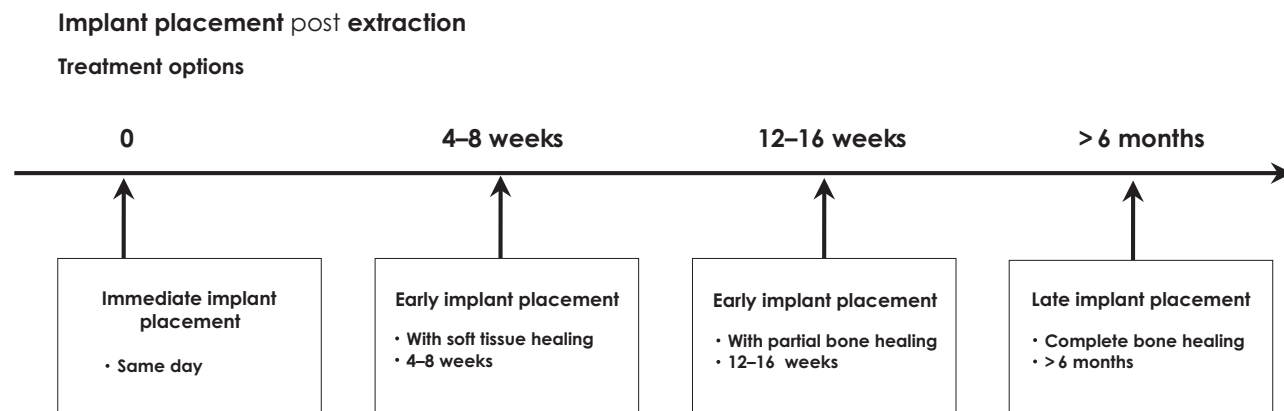 Implant placement post extraction
Treatment options
0
4–8 weeks
12–16 weeks
> 6 months
Immediate implant
placement
• Same day
Early implant placement
• With soft tissue healing
• 4–8 weeks
Early implant placement
• With partial bone healing
• 12–16 weeks
Late implant placement
• Complete bone healing
• > 6 months